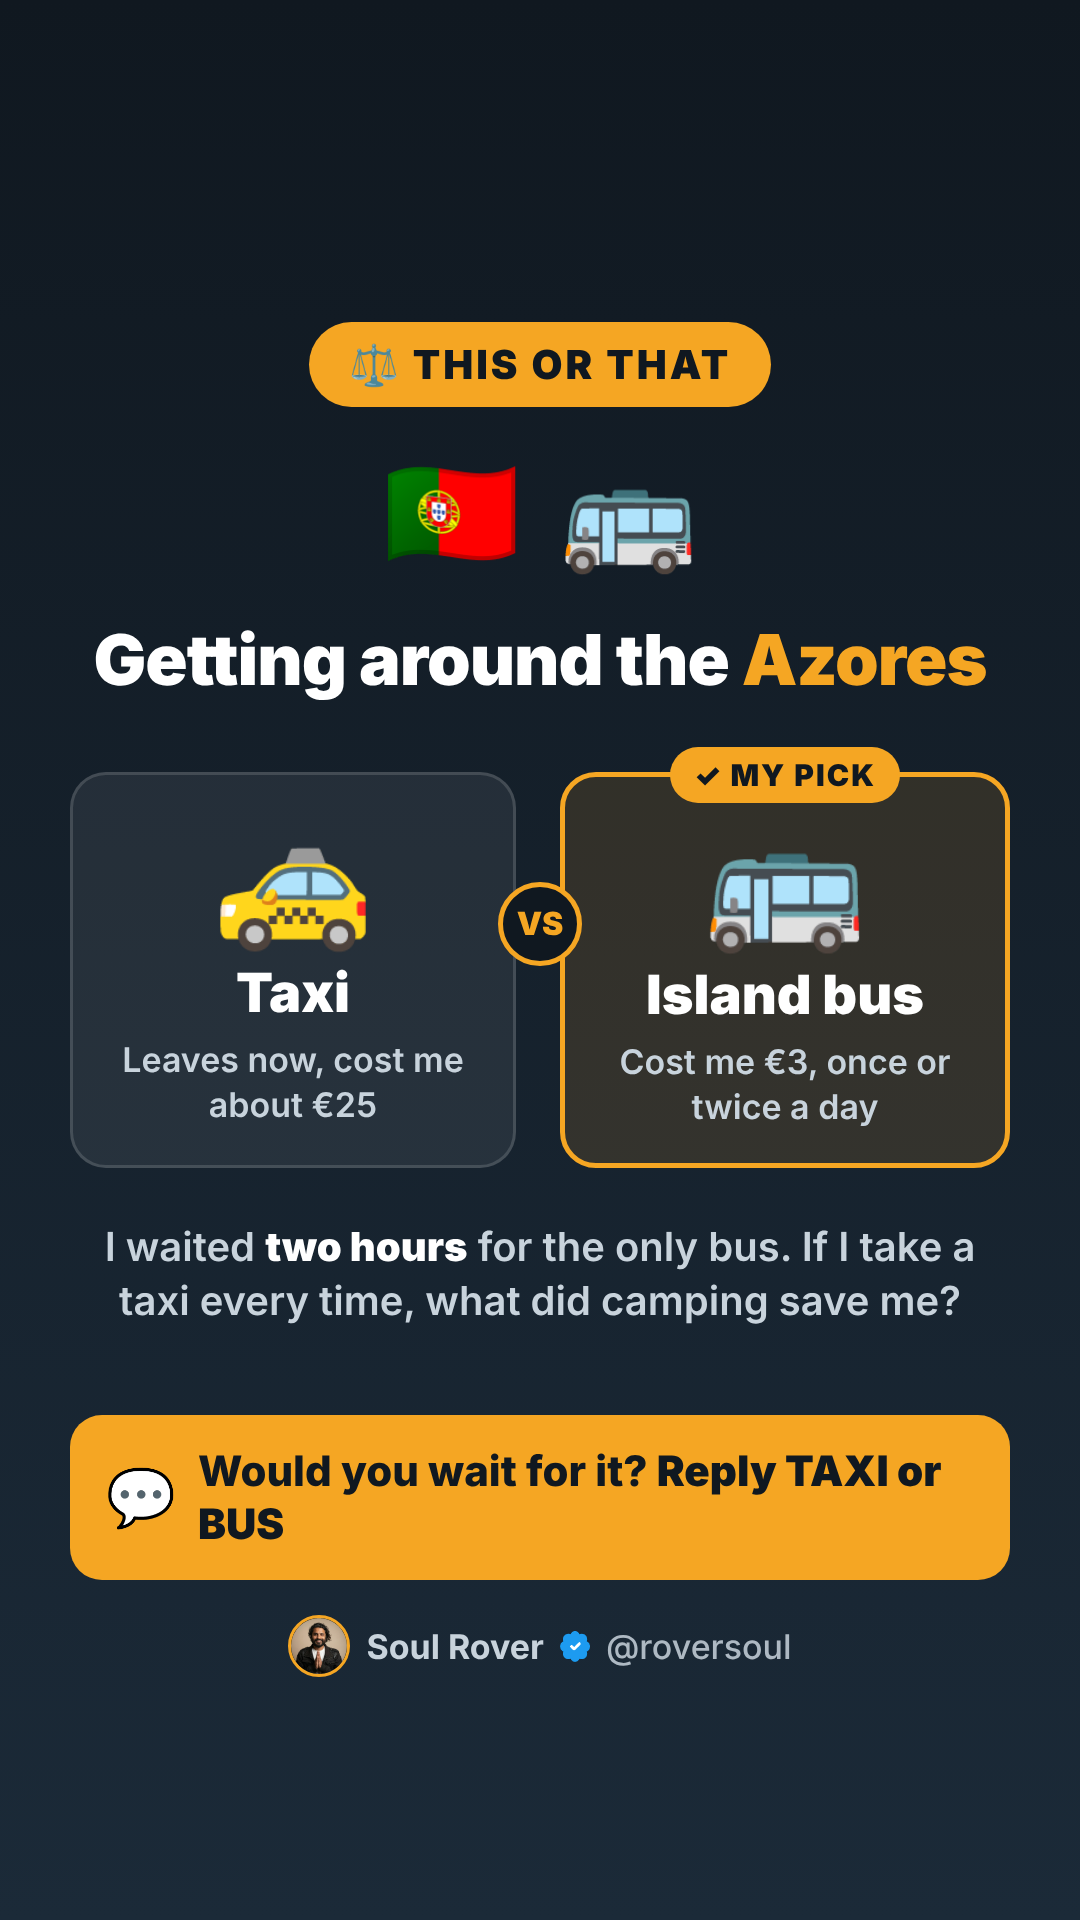 THIS OR THAT
Getting around the Azores
✓ MY PICK
Taxi
Leaves now, cost me
about €25
VS
Island bus
Cost me €3, once or
twice a day
I waited two hours for the only bus. If I take a
taxi every time, what did camping save me?
Would you wait for it? Reply TAXI or
BUS
Soul Rover @roversoul